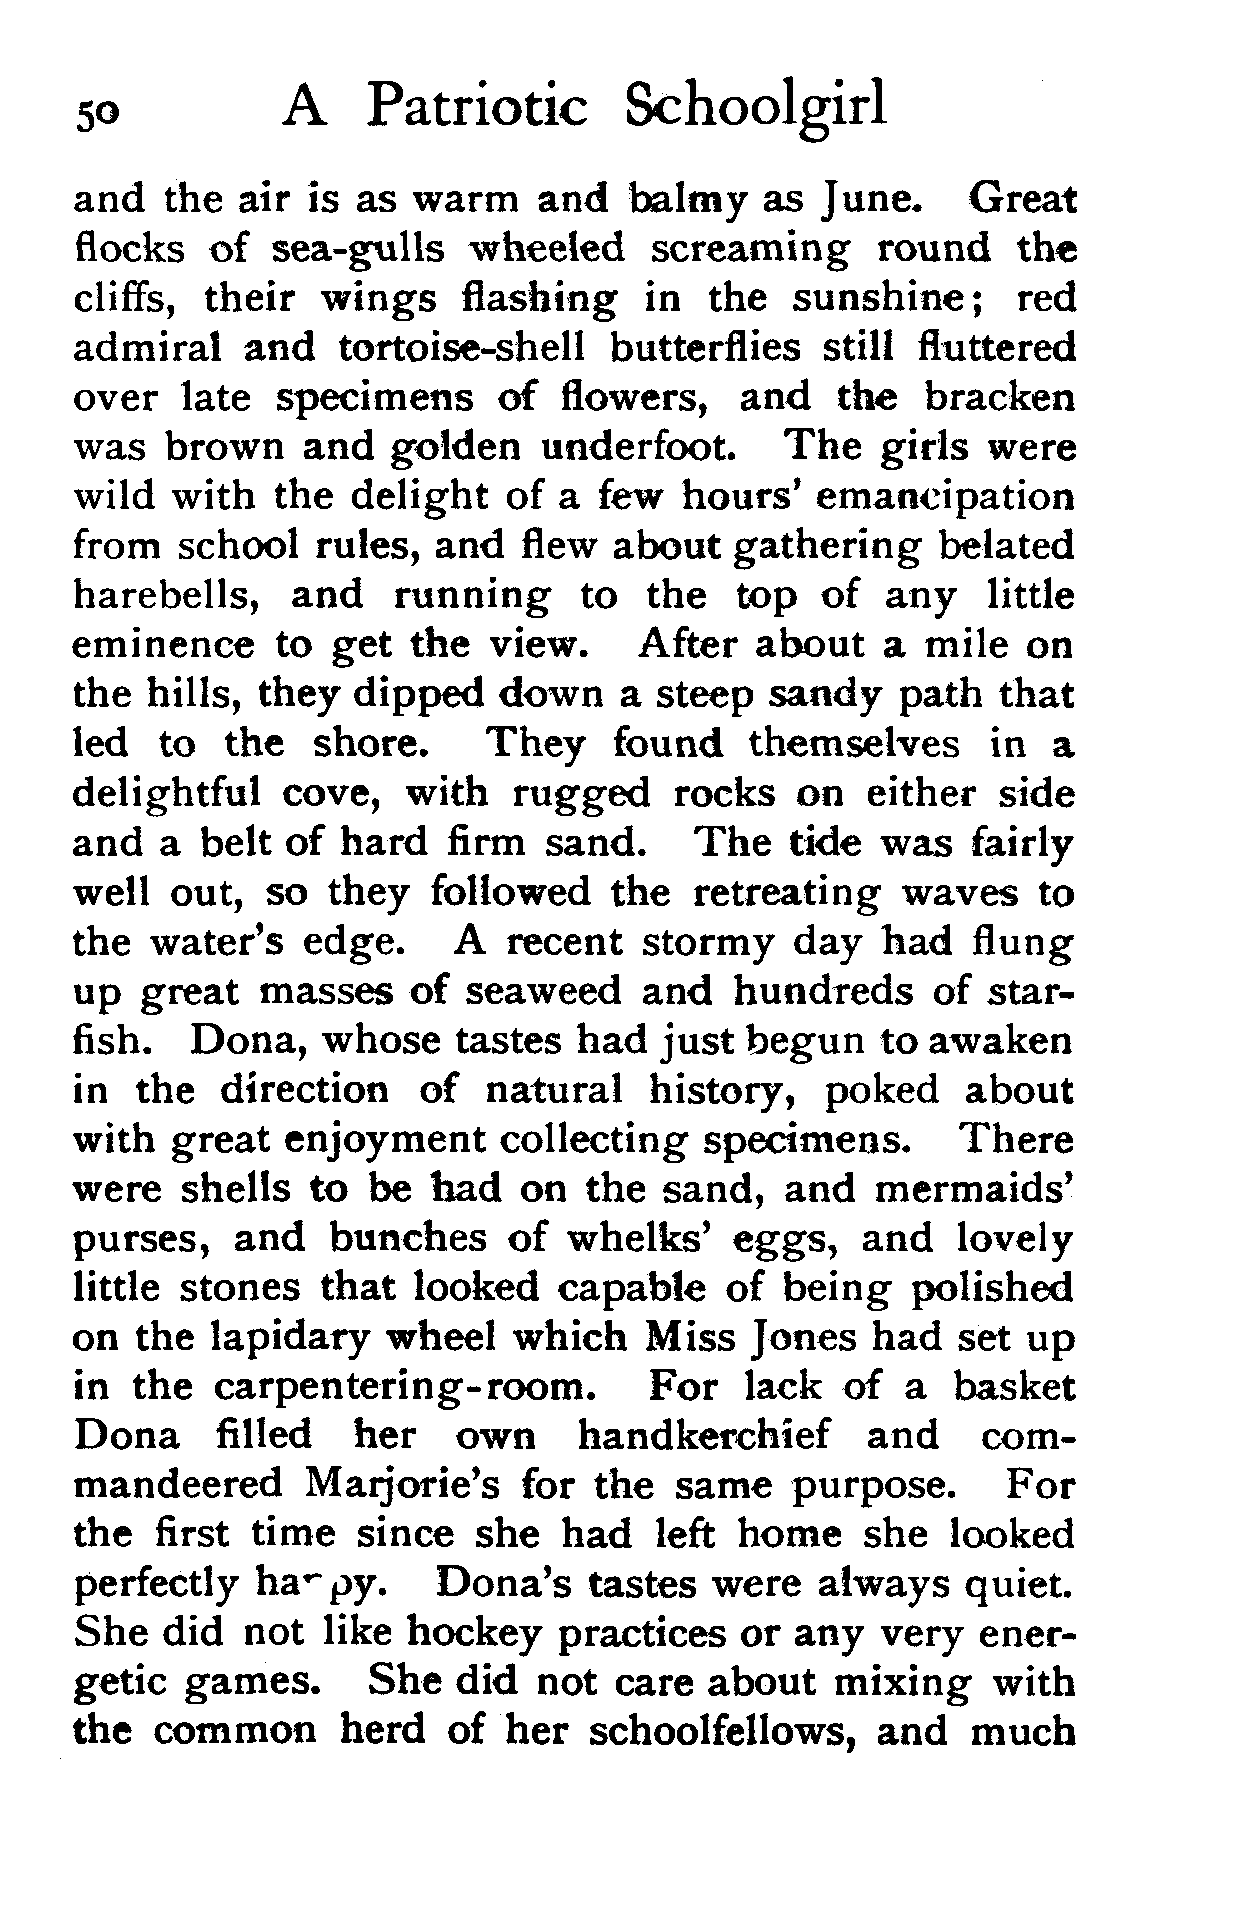 50 A Patriotic Schoolgirl
and the air is as warm and balmy as June. Great
flocks of sea-gulls wheeled screaming round the
cliffs, their wings flashing in the sunshine; red
admiral and tortoise-shell butterflies still fluttered
over late specimens of flowers, and the bracken
was brown and golden underfoot. The girls were
wild with the delight of a few hours' emancipation
from school rules, and flew about gathering belated
harebells, and running to the top of any little
eminence to get the view. After about a mile on
the hills, they dipped down a steep sandy path that
led to the shore. They found themselves in a
delightful cove, with rugged rocks on either side
and a belt of hard firm sand. The tide was fairly
well out, so they followed the retreating waves to
the water's edge. A recent stormy day had flung
up great masses of seaweed and hundreds of star-
fish. Dona, whose tastes had just begun to awaken
in the direction of natural history, poked about
with great enjoyment collecting specimens. There
were shells to be had on the sand, and mermaids'
purses, and bunches of whelks' eggs, and lovely
little stones that looked capable of being polished
on the lapidary wheel which Miss Jones had set up
in the carpentering-room. For lack of a basket
Dona filled her own handkerchief and com-
mandeered Marjorie's for the same purpose. For
the first time since she had left home she looked
perfectly happy. Dona's tastes were always quiet.
She did not like hockey practices or any very ener-
getic games. She did not care about mixing with
the common herd of her schoolfellows, and much